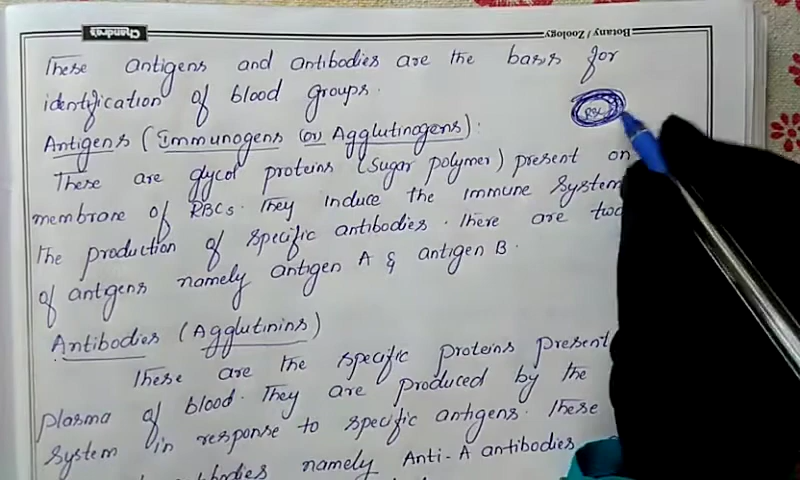 Botany / Zoology
Chandra's
These antigens and antibodies are the basis for
identification of blood groups.
Antigens (Immunogens (or) Agglutinogens):
RBC
These are glycol proteins (sugar polymer) present on
membrane of RBCs. They induce the immune system
the production of specific antibodies. There are two
of antgens namely antigen A & antigen B.
Antibodies (Agglutinins)
These are the specific proteins present
plasma of blood. They are produced by the
system in response to specific antigens. These
namely Anti-A antibodies